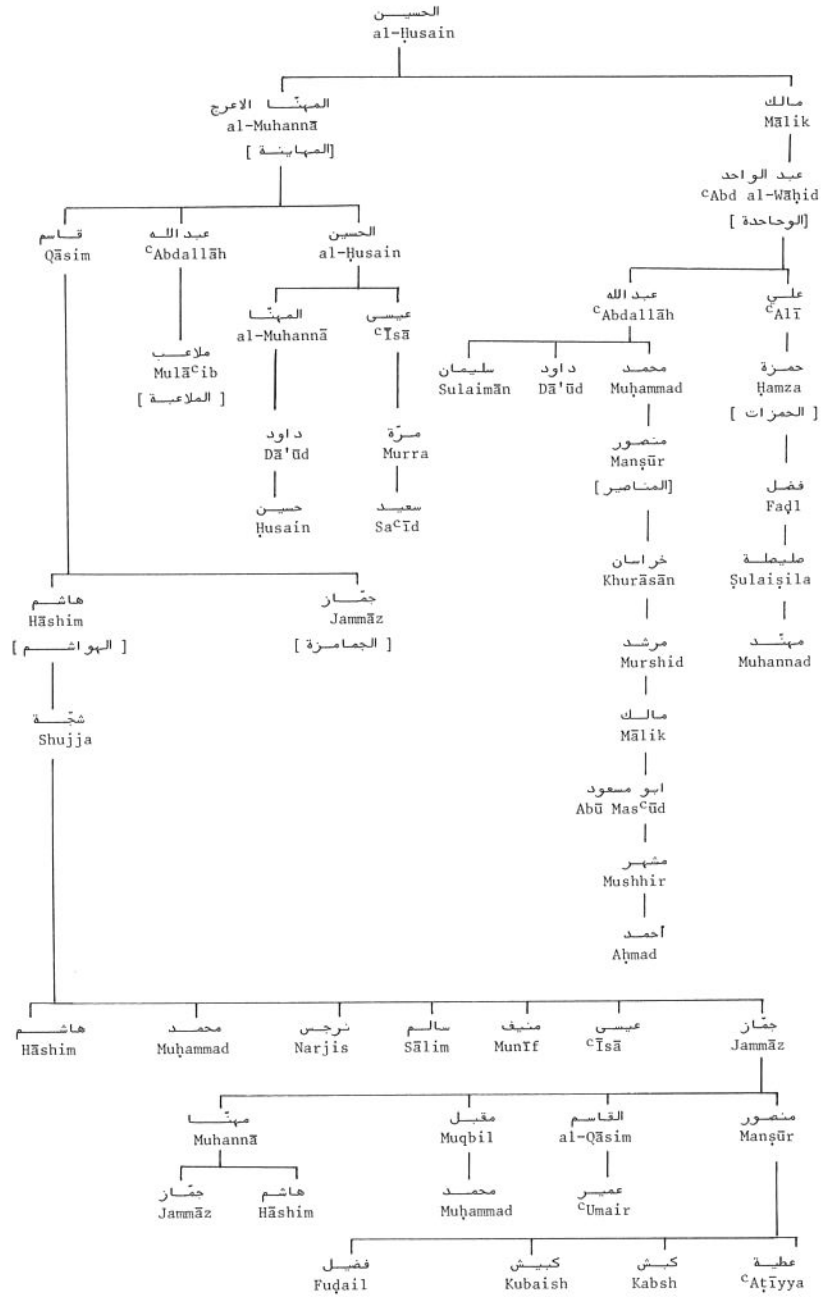 الحسين
al-Ḥusain
المهنّا الاعرج
al-Muhannā
[ المهاينة ]
مالك
Mālik
عبد الواحد
ᶜAbd al-Wāḥid
[الوحاحدة ]
قاسم
Qāsim
عبد الله
ᶜAbdallāh
الحسين
al-Ḥusain
عبد الله
ᶜAbdallāh
علي
ᶜAlī
المهنّا
al-Muhannā
عيسى
ᶜĪsā
ملاعب
Mulāᶜib
[ الملاعبة ]
سليمان
Sulaimān
داود
Dā'ūd
محمد
Muḥammad
حمزة
Ḥamza
[ الحمزات ]
داود
Dā'ūd
مرّة
Murra
منصور
Manṣūr
[المناصير ]
فضل
Faḍl
حسين
Ḥusain
سعيد
Saᶜīd
خراسان
Khurāsān
صليصلة
Ṣulaiṣila
هاشم
Hāshim
[ الهواشم ]
جمّاز
Jammāz
[ الجمامزة ]
مرشد
Murshid
مهنّد
Muhannad
شجّة
Shujja
مالك
Mālik
ابو مسعود
Abū Masᶜūd
مشهر
Mushhir
أحمد
Aḥmad
هاشم
Hāshim
محمد
Muḥammad
نرجس
Narjis
سالم
Sālim
منيف
Munīf
عيسى
ᶜĪsā
جمّاز
Jammāz
مهنّا
Muhannā
مقبل
Muqbil
القاسم
al-Qāsim
منصور
Manṣūr
جمّاز
Jammāz
هاشم
Hāshim
محمد
Muḥammad
عمير
ᶜUmair
فضيل
Fuḍail
كبيش
Kubaish
كبش
Kabsh
عطية
ᶜAṭīyya